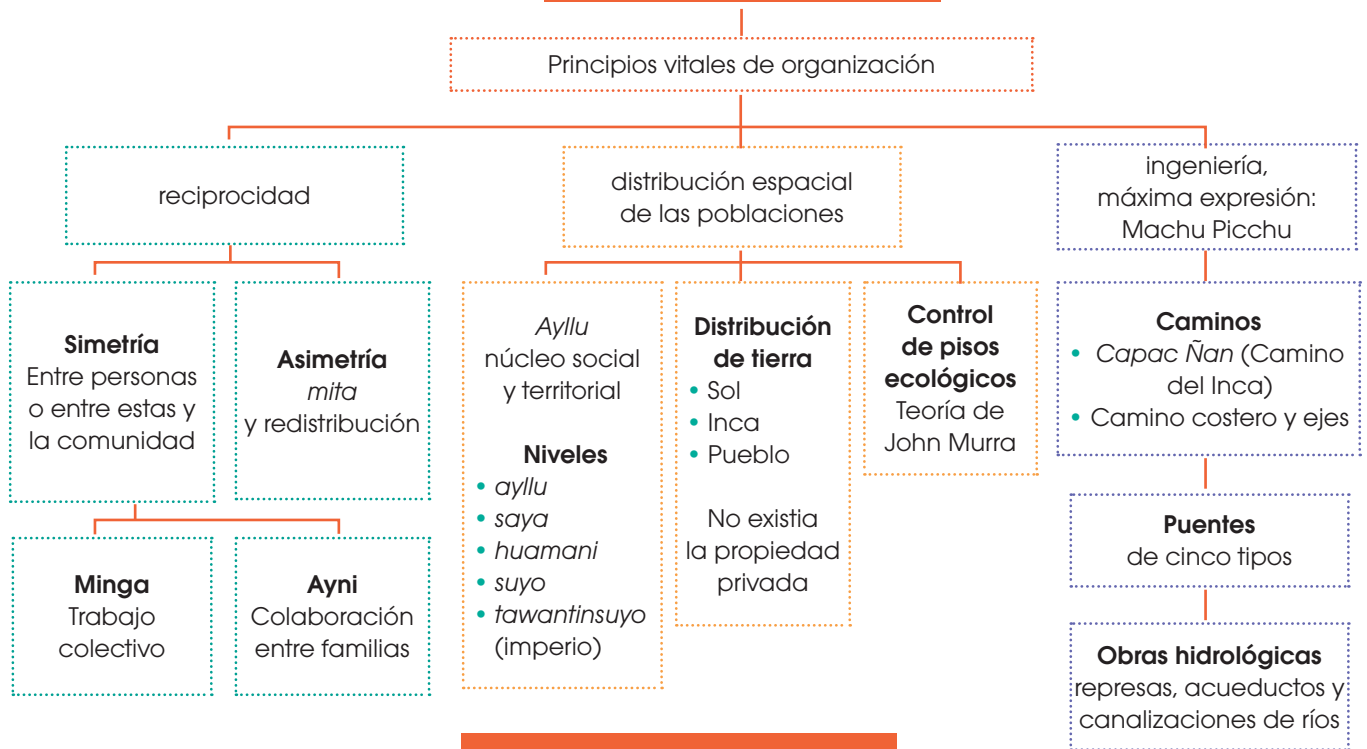 Principios vitales de organización
reciprocidad
distribución espacial
de las poblaciones
ingeniería,
máxima expresión:
Machu Picchu
Simetría
Entre personas
o entre estas y
la comunidad
Asimetría
mita
y redistribución
Minga
Trabajo
colectivo
Ayni
Colaboración
entre familias
Ayllu
núcleo social
y territorial
Niveles
• ayllu
• saya
• huamani
• suyo
• tawantinsuyo
(imperio)
Distribución
de tierra
• Sol
• Inca
• Pueblo
No existia
la propiedad
privada
Control
de pisos
ecológicos
Teoría de
John Murra
Caminos
• Capac Ñan (Camino
del Inca)
• Camino costero y ejes
Puentes
de cinco tipos
Obras hidrológicas
represas, acueductos y
canalizaciones de ríos